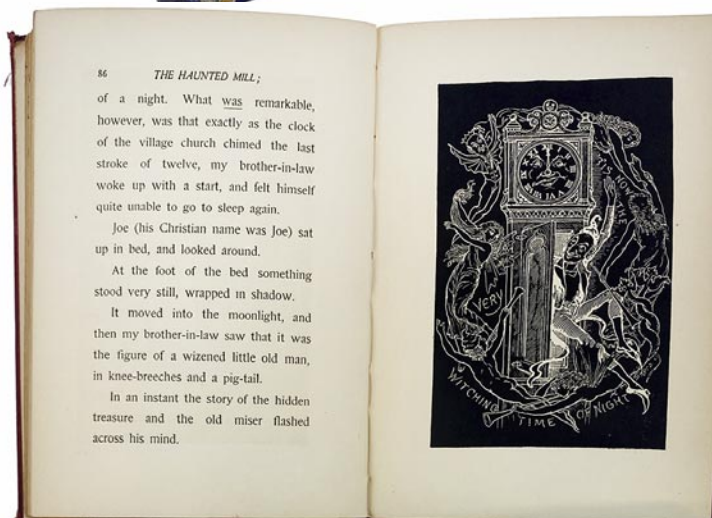 86 THE HAUNTED MILL;
of a night. What was remarkable,
however, was that exactly as the clock
of the village church chimed the last
stroke of twelve, my brother-in-law
woke up with a start, and felt himself
quite unable to go to sleep again.
Joe (his Christian name was Joe) sat
up in bed, and looked around.
At the foot of the bed something
stood very still, wrapped in shadow.
It moved into the moonlight, and
then my brother-in-law saw that it was
the figure of a wizened little old man,
in knee-breeches and a pig-tail.
In an instant the story of the hidden
treasure and the old miser flashed
across his mind.
'TIS NOW THE
VERY
WITCHING TIME OF NIGHT